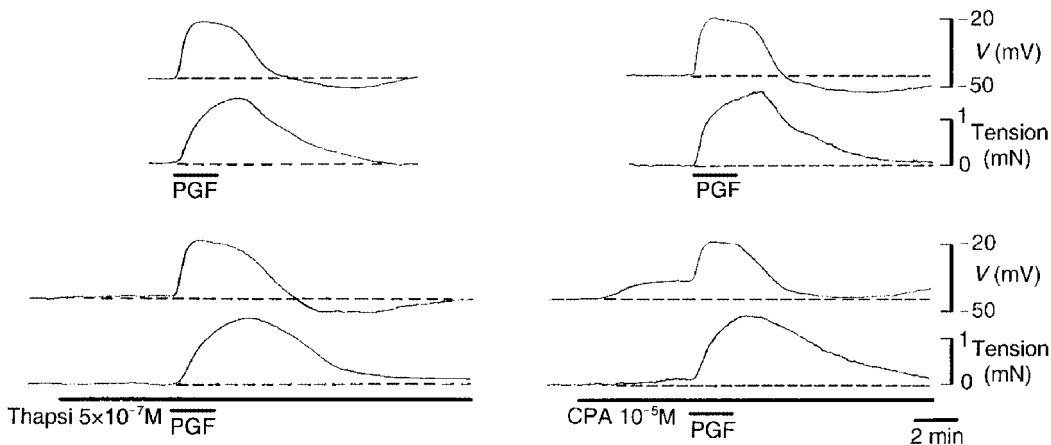 −20
V (mV)
−50
1
Tension
(mN)
0
PGF
PGF
−20
V (mV)
−50
1
Tension
(mN)
0
Thapsi 5×10⁻⁷M
PGF
CPA 10⁻⁵M
PGF
2 min